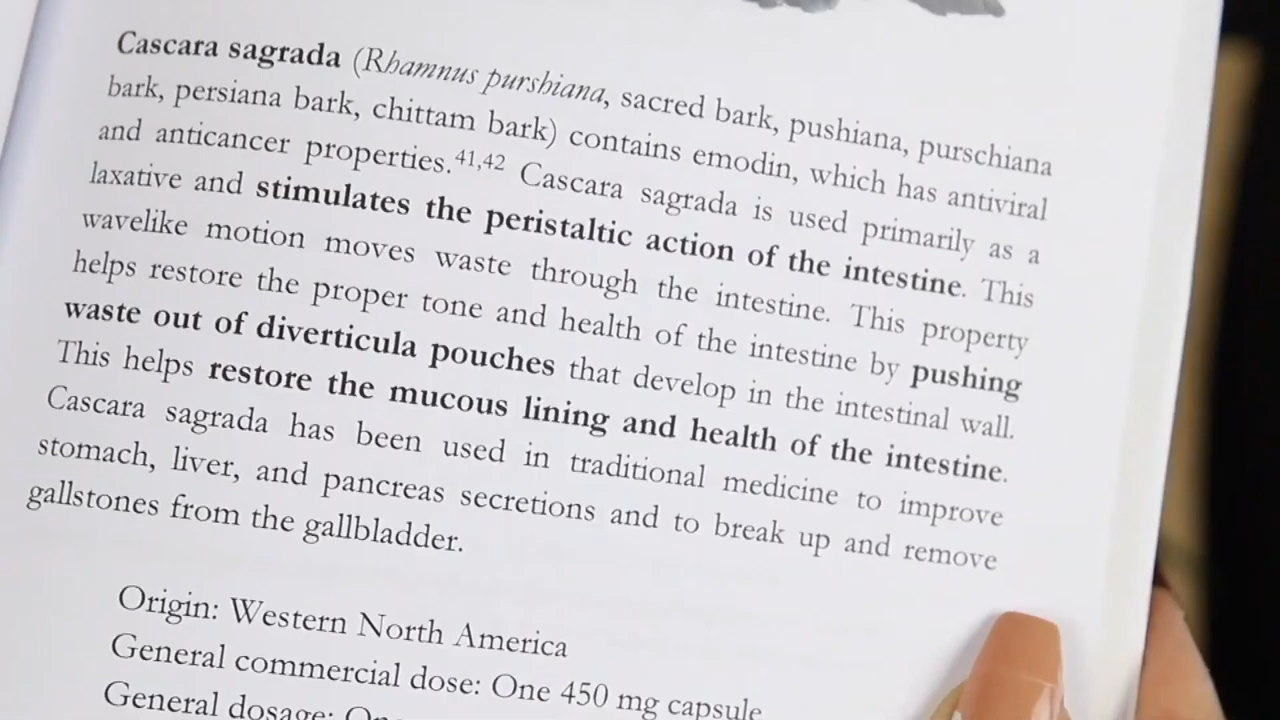 Cascara sagrada (Rhamnus purshiana, sacred bark, pushiana, purschiana
bark, persiana bark, chittam bark) contains emodin, which has antiviral
and anticancer properties.41,42 Cascara sagrada is used primarily as a
laxative and stimulates the peristaltic action of the intestine. This
wavelike motion moves waste through the intestine. This property
helps restore the proper tone and health of the intestine by pushing
waste out of diverticula pouches that develop in the intestinal wall.
This helps restore the mucous lining and health of the intestine.
Cascara sagrada has been used in traditional medicine to improve
stomach, liver, and pancreas secretions and to break up and remove
gallstones from the gallbladder.
Origin: Western North America
General commercial dose: One 450 mg capsule
General dosage: